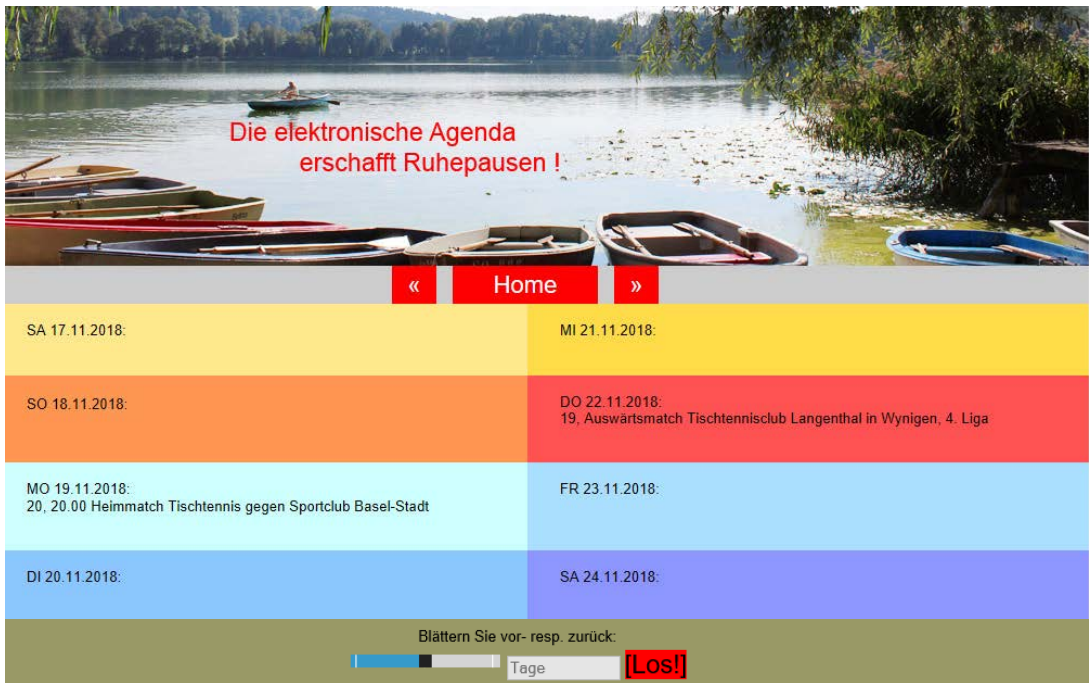 Die elektronische Agenda
erschafft Ruhepausen !
« Home »
SA 17.11.2018:
SO 18.11.2018:
MO 19.11.2018:
20, 20.00 Heimmatch Tischtennis gegen Sportclub Basel-Stadt
DI 20.11.2018:
MI 21.11.2018:
DO 22.11.2018:
19, Auswärtsmatch Tischtennisclub Langenthal in Wynigen, 4. Liga
FR 23.11.2018:
SA 24.11.2018:
Blättern Sie vor- resp. zurück:
Tage [Los!]